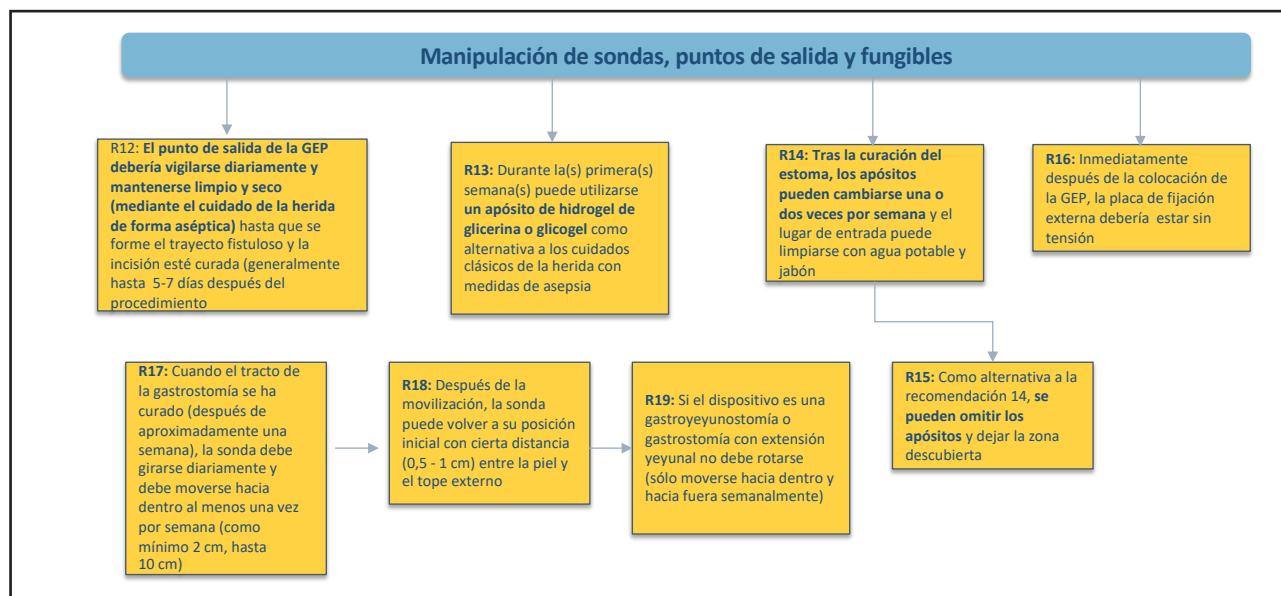 Manipulación de sondas, puntos de salida y fungibles
R12: El punto de salida de la GEP
debería vigilarse diariamente y
mantenerse limpio y seco
(mediante el cuidado de la herida
de forma aséptica) hasta que se
forme el trayecto fistuloso y la
incisión esté curada (generalmente
hasta 5-7 días después del
procedimiento
R13: Durante la(s) primera(s)
semana(s) puede utilizarse
un apósito de hidrogel de
glicerina o glicogel como
alternativa a los cuidados
clásicos de la herida con
medidas de asepsia
R14: Tras la curación del
estoma, los apósitos
pueden cambiarse una o
dos veces por semana y el
lugar de entrada puede
limpiarse con agua potable y
jabón
R16: Inmediatamente
después de la colocación de
la GEP, la placa de fijación
externa debería estar sin
tensión
R17: Cuando el tracto de
la gastrostomía se ha
curado (después de
aproximadamente una
semana), la sonda debe
girarse diariamente y
debe moverse hacia
dentro al menos una vez
por semana (como
mínimo 2 cm, hasta
10 cm)
R18: Después de la
movilización, la sonda
puede volver a su posición
inicial con cierta distancia
(0,5 - 1 cm) entre la piel y
el tope externo
R19: Si el dispositivo es una
gastroyeyunostomía o
gastrostomía con extensión
yeyunal no debe rotarse
(sólo moverse hacia dentro y
hacia fuera semanalmente)
R15: Como alternativa a la
recomendación 14, se
pueden omitir los
apósitos y dejar la zona
descubierta